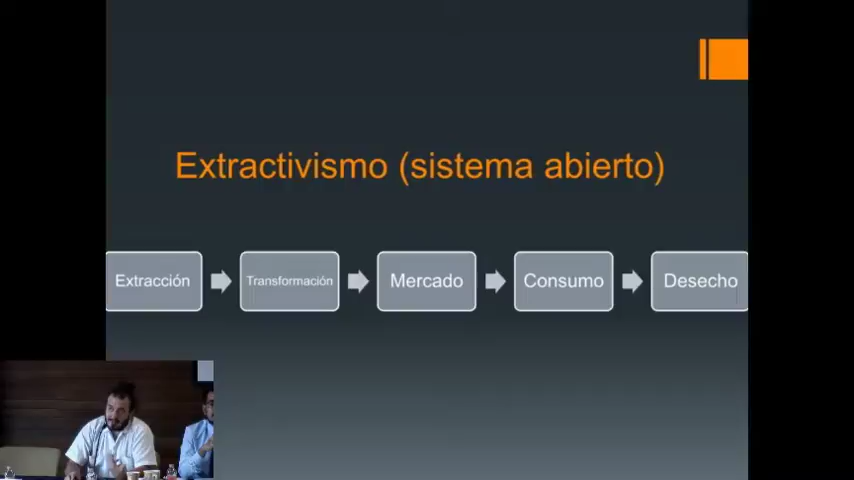 Extractivismo (sistema abierto)
Extracción
Transformación
Mercado
Consumo
Desecho